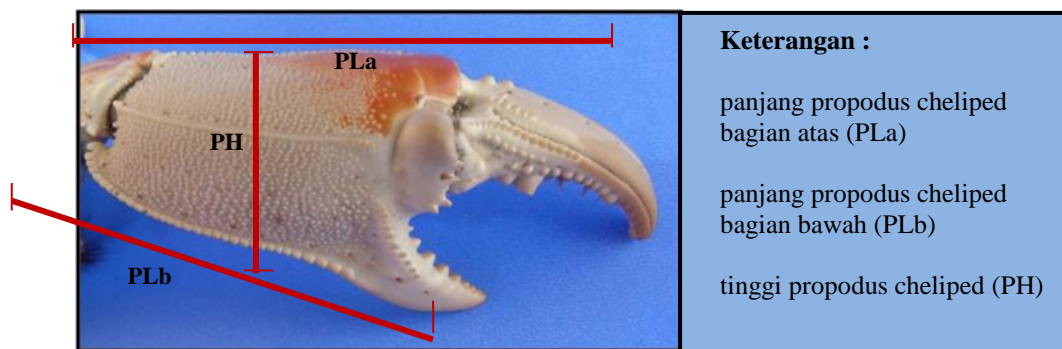 PLa
PH
PLb
Keterangan :
panjang propodus cheliped
bagian atas (PLa)
panjang propodus cheliped
bagian bawah (PLb)
tinggi propodus cheliped (PH)